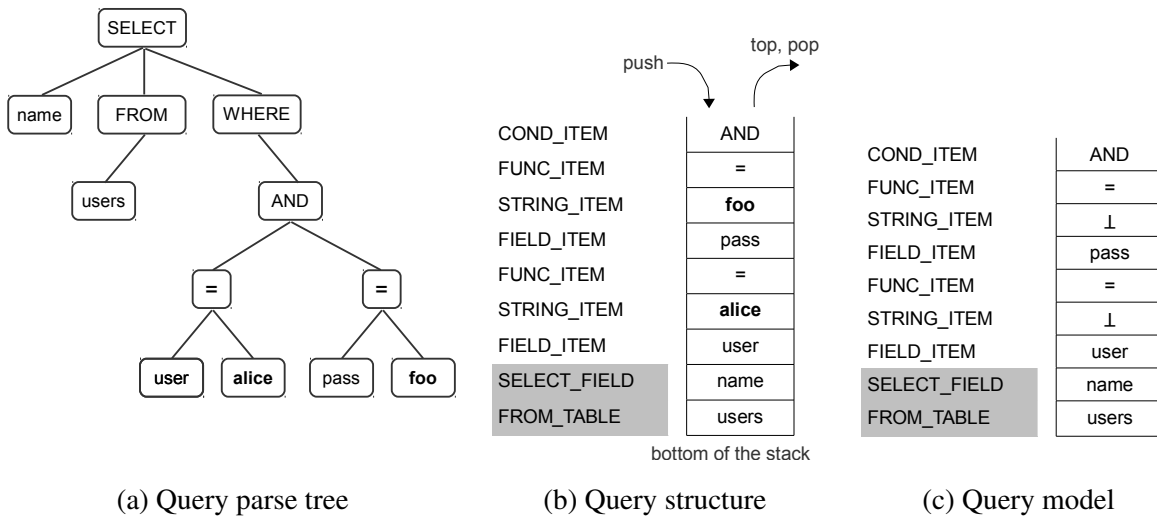 SELECT
name FROM WHERE
users AND
= =
user alice pass foo
(a) Query parse tree
push top, pop
COND_ITEM AND
FUNC_ITEM =
STRING_ITEM foo
FIELD_ITEM pass
FUNC_ITEM =
STRING_ITEM alice
FIELD_ITEM user
SELECT_FIELD name
FROM_TABLE users
bottom of the stack
(b) Query structure
COND_ITEM AND
FUNC_ITEM =
STRING_ITEM ⊥
FIELD_ITEM pass
FUNC_ITEM =
STRING_ITEM ⊥
FIELD_ITEM user
SELECT_FIELD name
FROM_TABLE users
(c) Query model